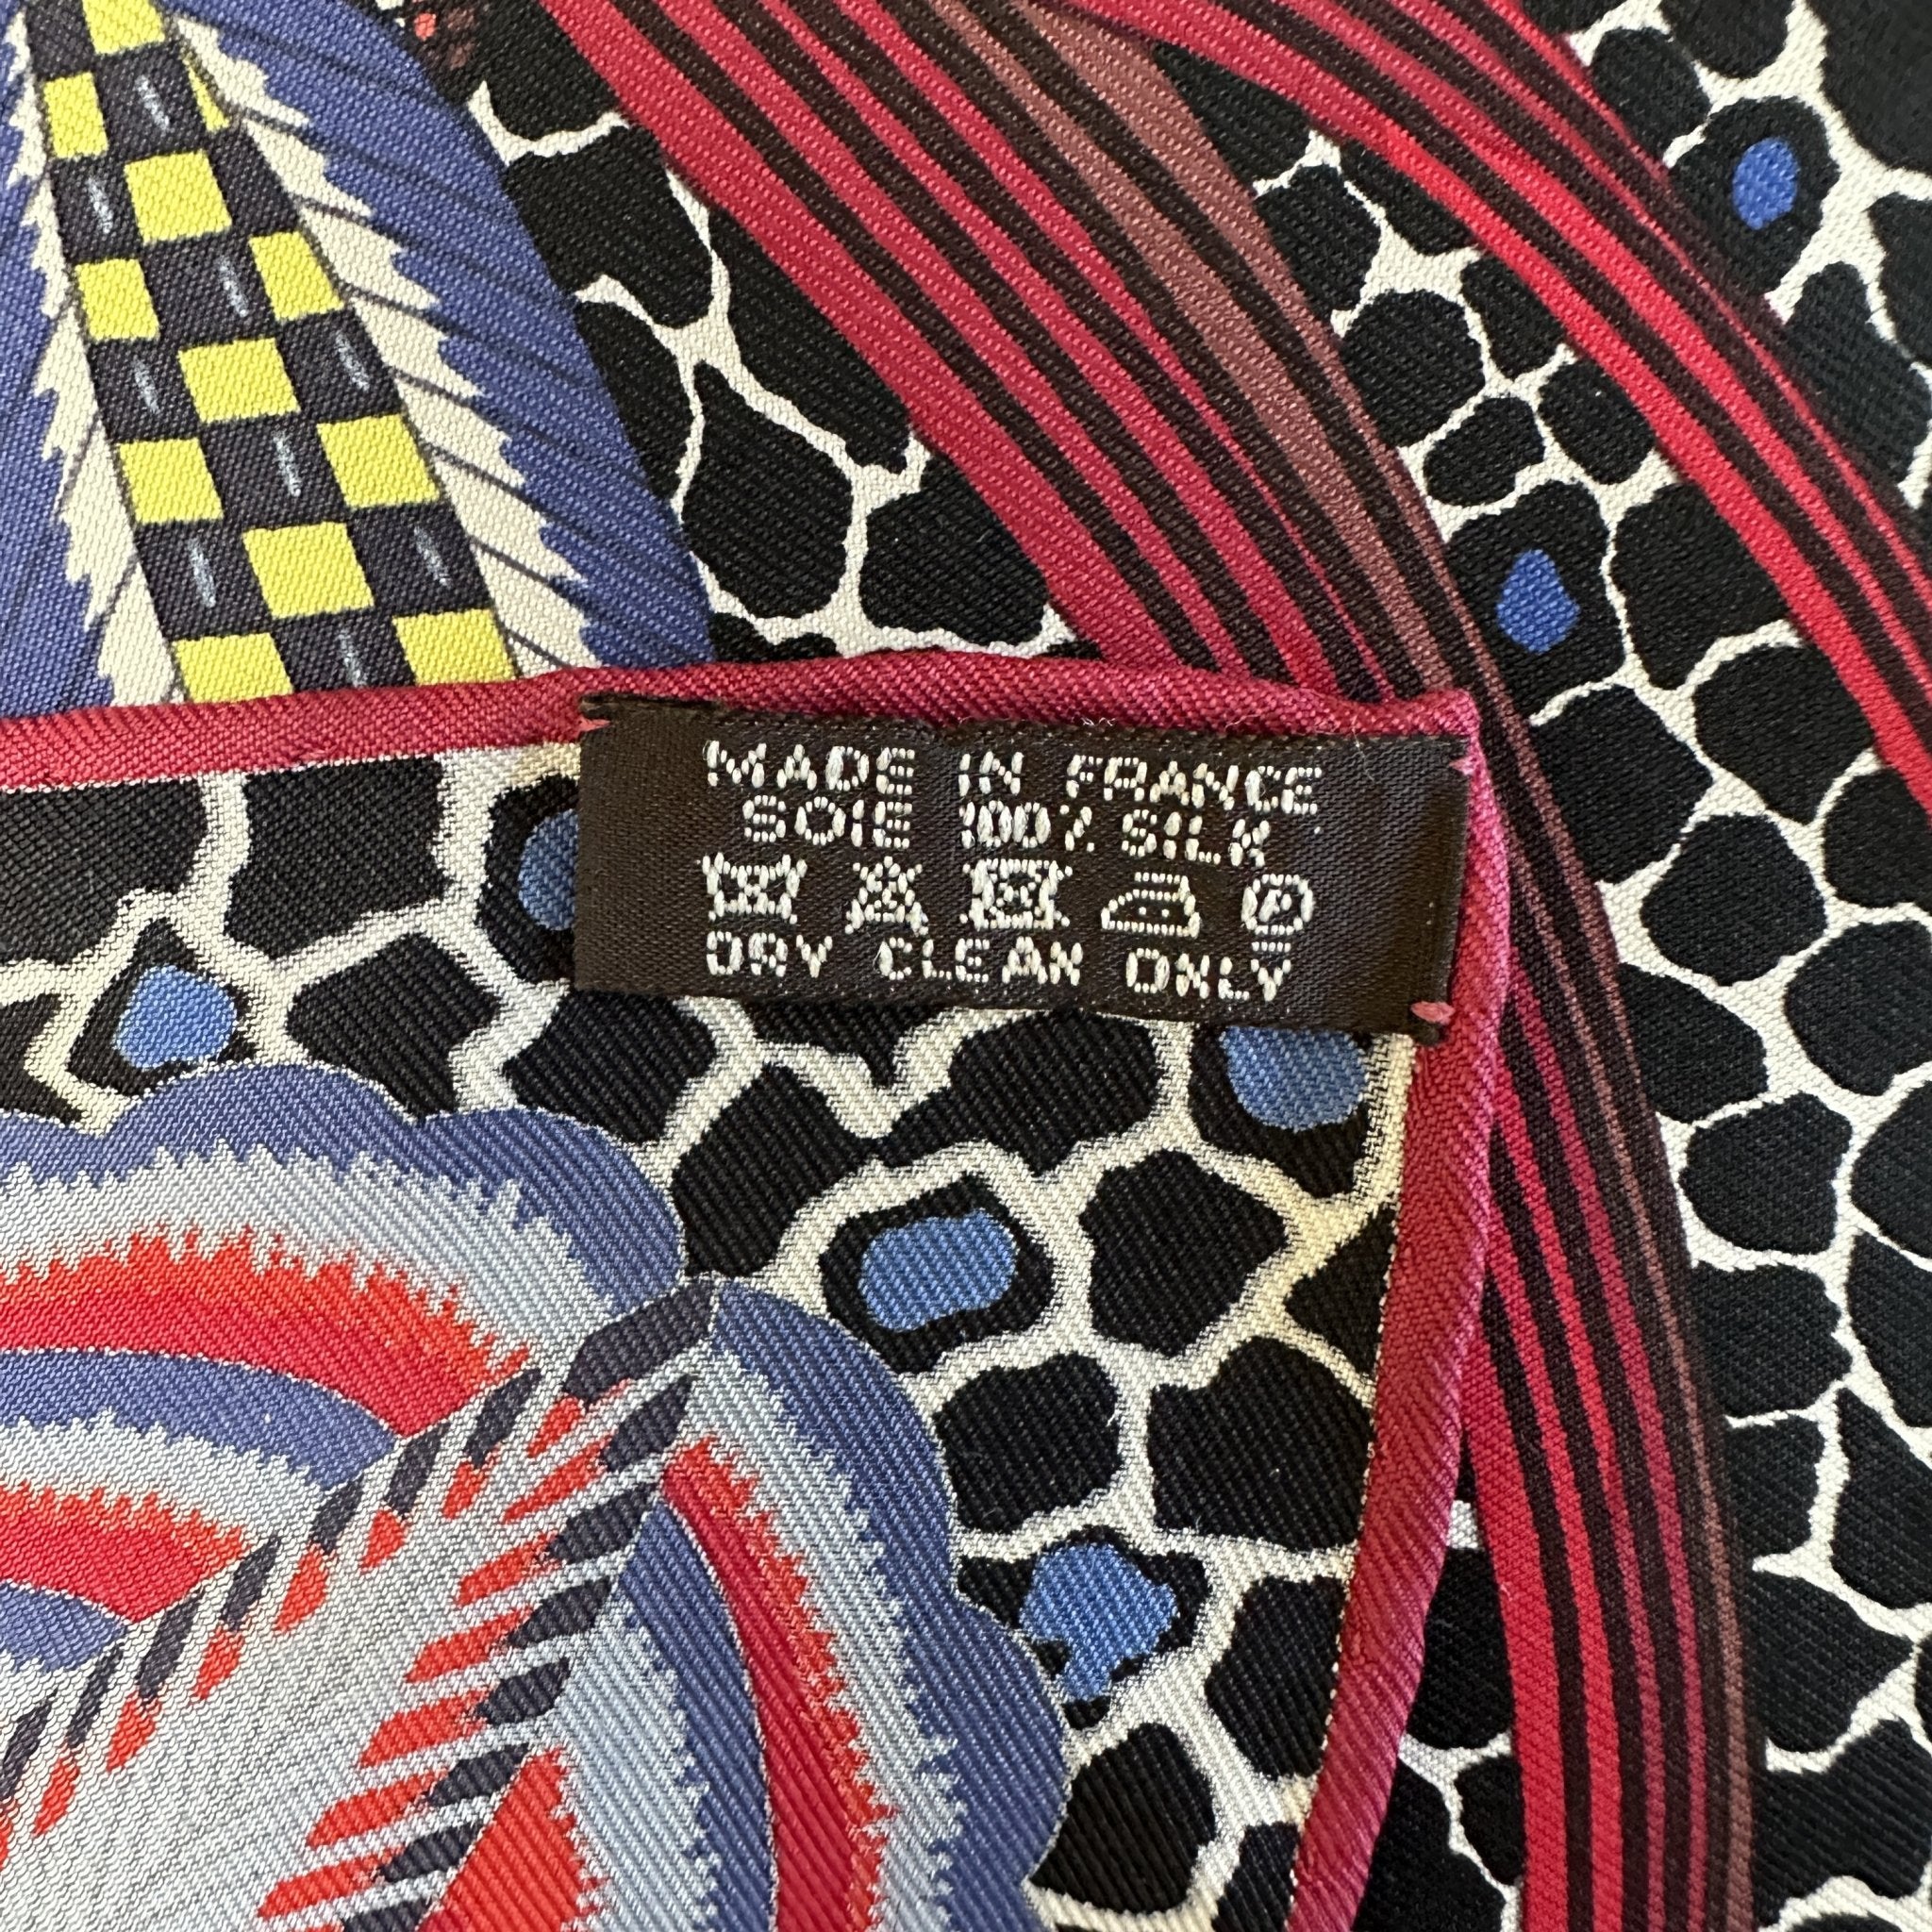 MADE IN FRANCE
SOIE 100% SILK
P
DRY CLEAN ONLY